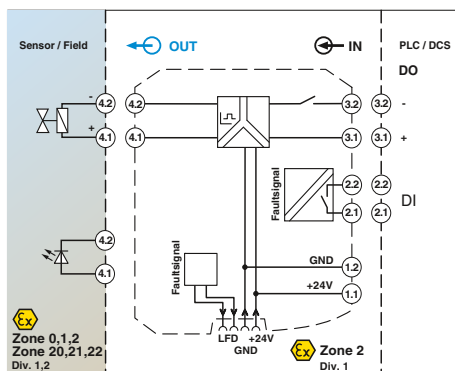 Sensor / Field
OUT
IN
PLC / DCS
DO
-
4.2
4.2
3.2
3.2
-
+
4.1
4.1
3.1
3.1
+
Faultsignal
2.2
2.2
DI
2.1
2.1
4.2
4.1
Faultsignal
GND
1.2
+24V
1.1
LFD
+24V
GND
Ex
Zone 0,1,2
Zone 20,21,22
Div. 1,2
Ex
Zone 2
Div. 1